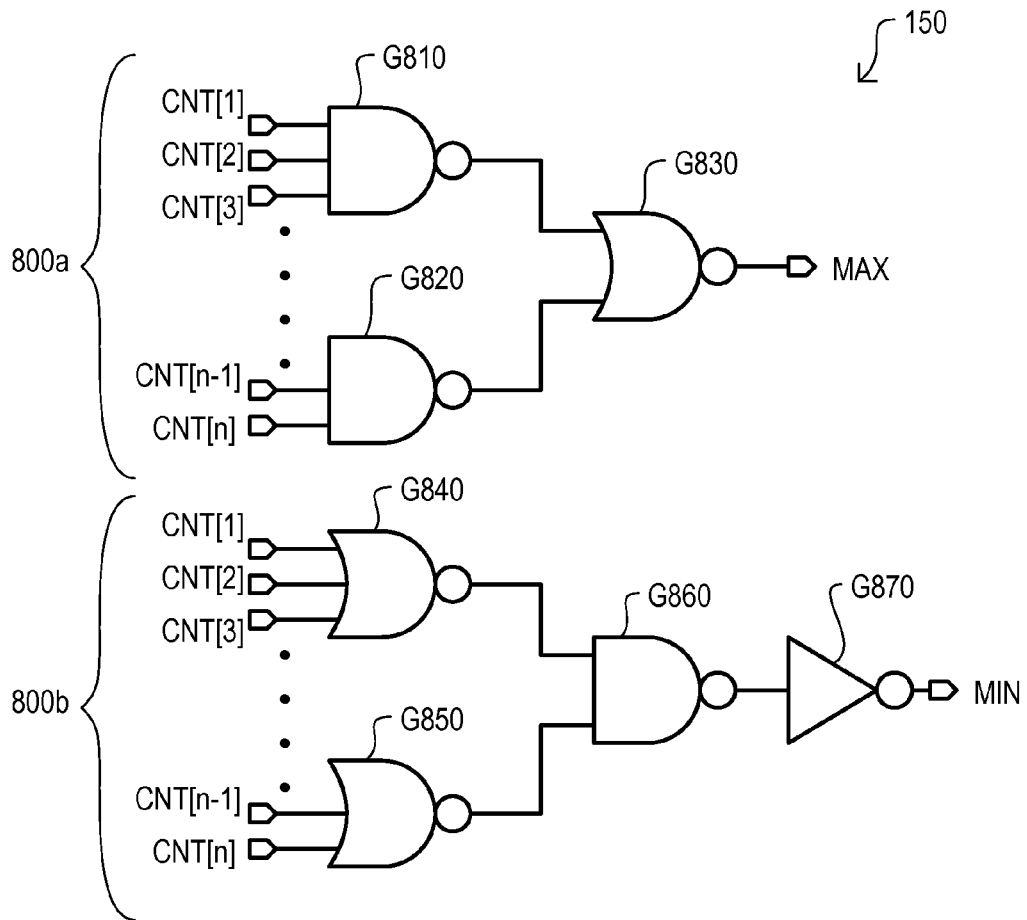 150
G810
CNT[1]
CNT[2]
CNT[3]
G830
800a
MAX
G820
CNT[n-1]
CNT[n]
G840
CNT[1]
CNT[2]
CNT[3]
G860
G870
800b
MIN
G850
CNT[n-1]
CNT[n]